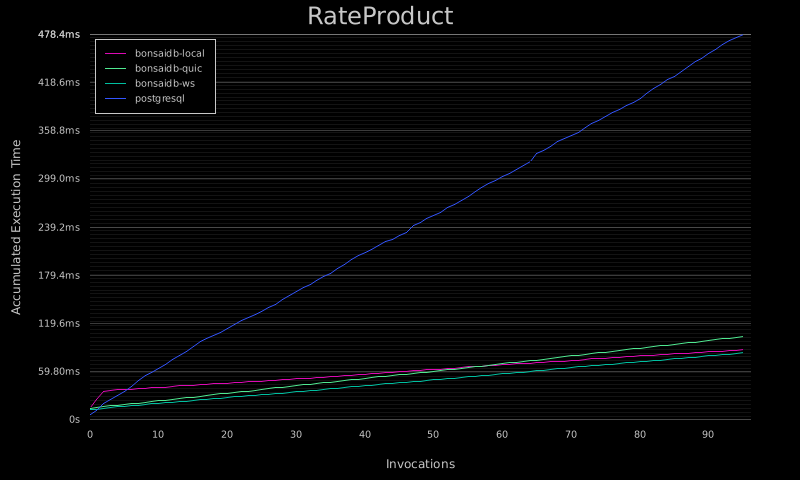 RateProduct
478.4ms
bonsaidb-local
bonsaidb-quic
bonsaidb-ws
postgresql
418.6ms
358.8ms
299.0ms
239.2ms
179.4ms
119.6ms
59.80ms
0s
Accumulated Execution Time
0 10 20 30 40 50 60 70 80 90
Invocations